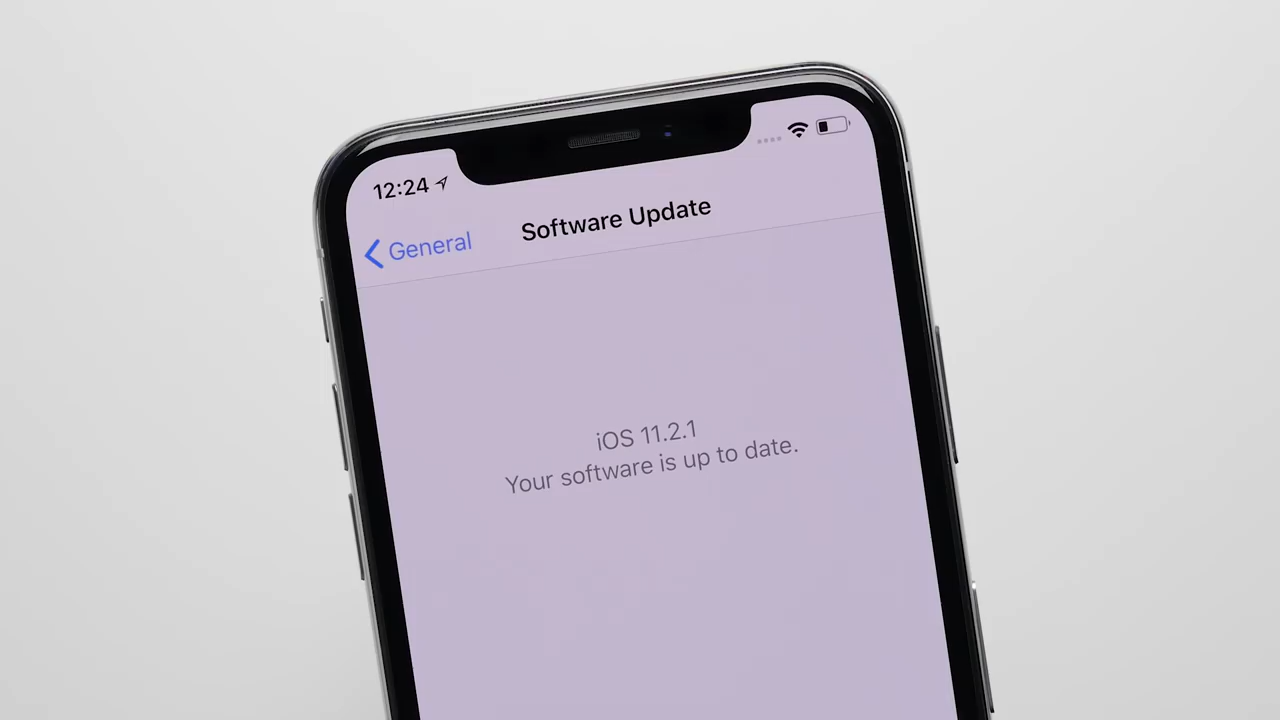 12:24
General
Software Update
iOS 11.2.1
Your software is up to date.